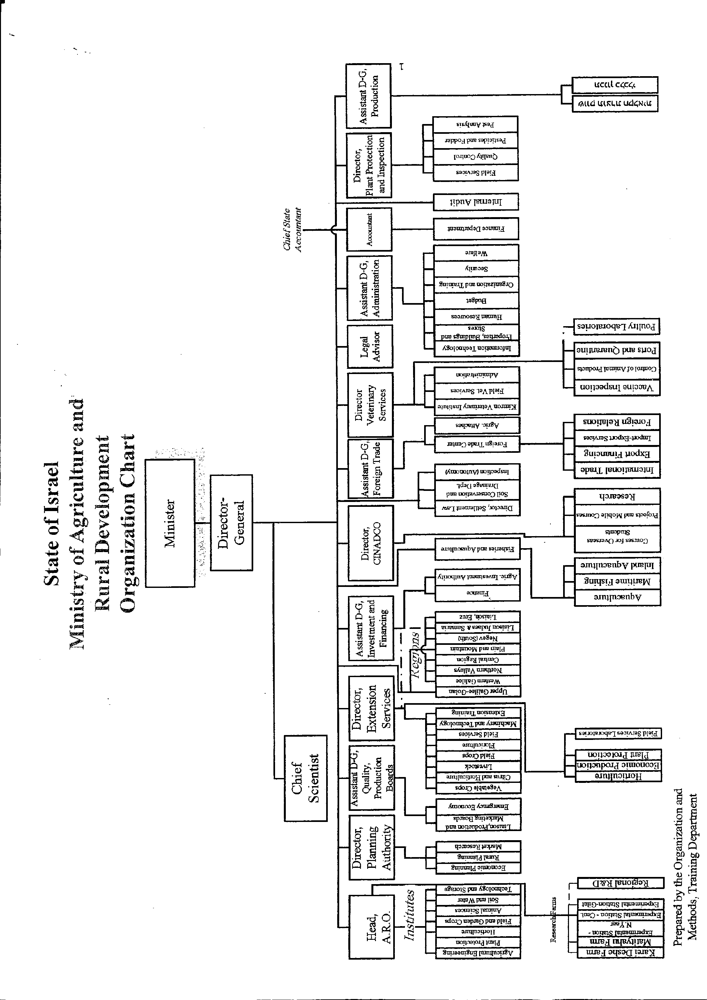 State of Israel
Ministry of Agriculture and
Rural Development
Organization Chart
Minister
Director-
General
Chief
Scientist
Chief State
Accountant
Head,
A.R.O.
Director,
Planning
Authority
Assistant D-G,
Quality,
Production
Boards
Director,
Extension
Services
Assistant D-G,
Investment and
Financing
Director,
CINADCO
Assistant D-G,
Foreign Trade
Director
Veterinary
Services
Legal
Advisor
Assistant D-G,
Administration
Accountant
Director,
Plant Protection
and Inspection
Assistant D-G,
Production
1
Institutes
Agricultural Engineering
Plant Protection
Horticulture
Field and Garden Crops
Animal Sciences
Soil and Water
Technology and Storage
Economic Planning
Rural Planning
Market Research
Liaison, Production and
Marketing Boards
Emergency Economy
Vegetable Crops
Citrus and Horticulture
Livestock
Field Crops
Floriculture
Field Services
Machinery and Technology
Extension Training
Regions
Upper Galilee-Golan
Western Galilee
Northern Valleys
Central Region
Plain and Mountain
Negev (South)
Liaison Judaea & Samaria
Liaison, Erez
Finance
Agric. Investment Authority
Fisheries and Aquaculture
Director, Settlement Law
Soil Conservation and
Drainage Dept.
Inspection (Autonomy)
Foreign Trade Center
Agric. Attaches
Kimron Veterinary Institute
Field Vet. Services
Administration
Information Technology
Properties, Buildings and
Stores
Human Resources
Budget
Organization and Training
Security
Welfare
Finance Department
Internal Audit
Field Services
Quality Control
Pesticides and Fodder
Pest Analysis
Research Farms
Karei Deshe Farm
Matityahu Farm
Experimental Station -
N.Yaar
Experimental Station - Cent.
Experimental Station-Gilat
Regional R&D
Horticulture
Economic Production
Plant Protection
Field Services Laboratories
Aquaculture
Maritime Fishing
Inland Aquaculture
Courses for Overseas
Students
Projects and Mobile Courses
Research
International Trade
Export Financing
Import-Export Services
Foreign Relations
Vaccine Inspection
Control of Animal Products
Ports and Quarantine
Poultry Laboratories
שווק תוצרת חקלאית
תכנון כלכלי
Prepared by the Organization and
Methods, Training Department